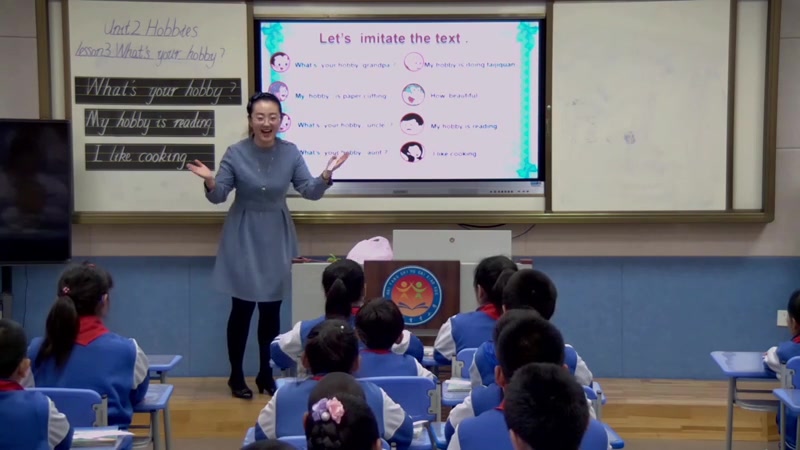 Unit2 Hobbies
lesson3 What's your hobby?
What's your hobby?
My hobby is reading
I like cooking.
Let's imitate the text .
What's your hobby grandpa ?
My hobby is doing taijiquan.
My hobby is paper cutting
How beautiful
What's your hobby uncle ?
My hobby is reading
What's your hobby aunt ?
I like cooking